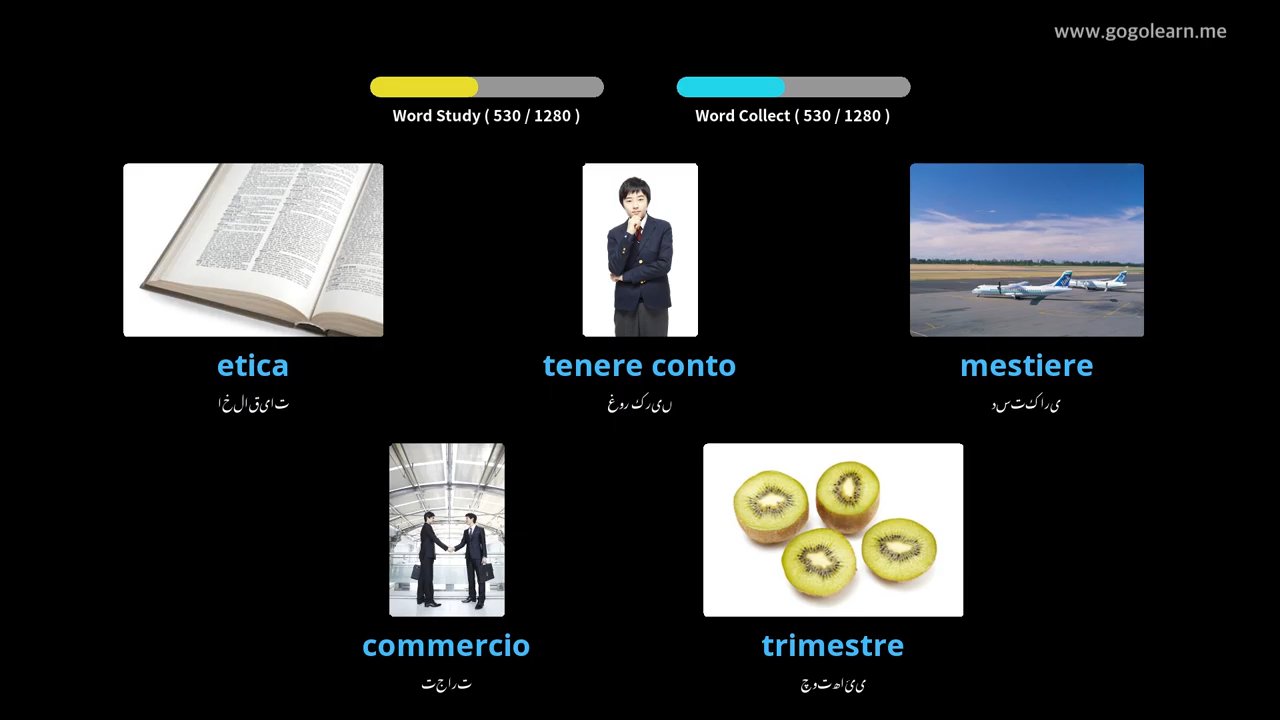 www.gogolearn.me
Word Study ( 530 / 1280 )
Word Collect ( 530 / 1280 )
etica
tenere conto
mestiere
اخلاقیات
غور کریں
دستکاری
commercio
trimestre
تجارت
چوتھائی